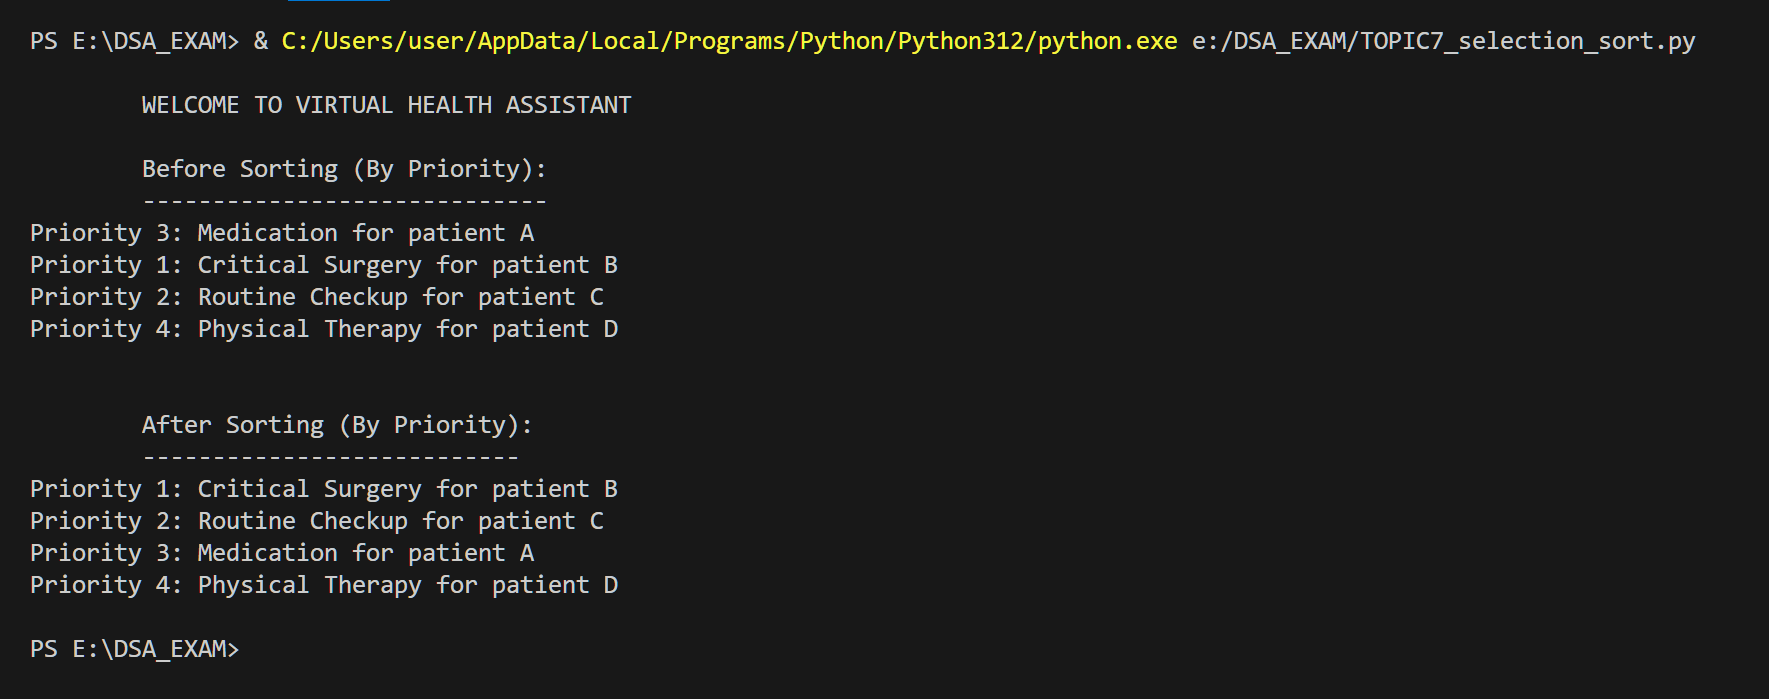 PS E:\DSA_EXAM> & C:/Users/user/AppData/Local/Programs/Python/Python312/python.exe e:/DSA_EXAM/TOPIC7_selection_sort.py
WELCOME TO VIRTUAL HEALTH ASSISTANT
Before Sorting (By Priority):
-----------------------------
Priority 3: Medication for patient A
Priority 1: Critical Surgery for patient B
Priority 2: Routine Checkup for patient C
Priority 4: Physical Therapy for patient D
After Sorting (By Priority):
---------------------------
Priority 1: Critical Surgery for patient B
Priority 2: Routine Checkup for patient C
Priority 3: Medication for patient A
Priority 4: Physical Therapy for patient D
PS E:\DSA_EXAM>